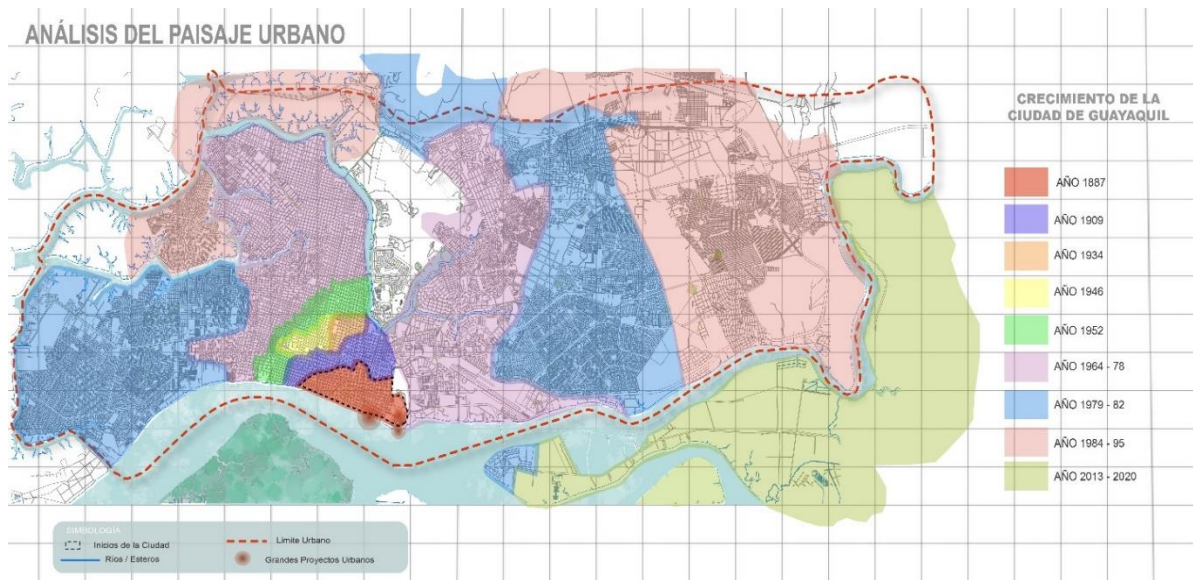 ANÁLISIS DEL PAISAJE URBANO
CRECIMIENTO DE LA
CIUDAD DE GUAYAQUIL
AÑO 1887
AÑO 1909
AÑO 1934
AÑO 1946
AÑO 1952
AÑO 1964 - 78
AÑO 1979 - 82
AÑO 1984 - 95
AÑO 2013 - 2020
SIMBOLOGÍA
Inicios de la Ciudad
Ríos / Esteros
Limite Urbano
Grandes Proyectos Urbanos